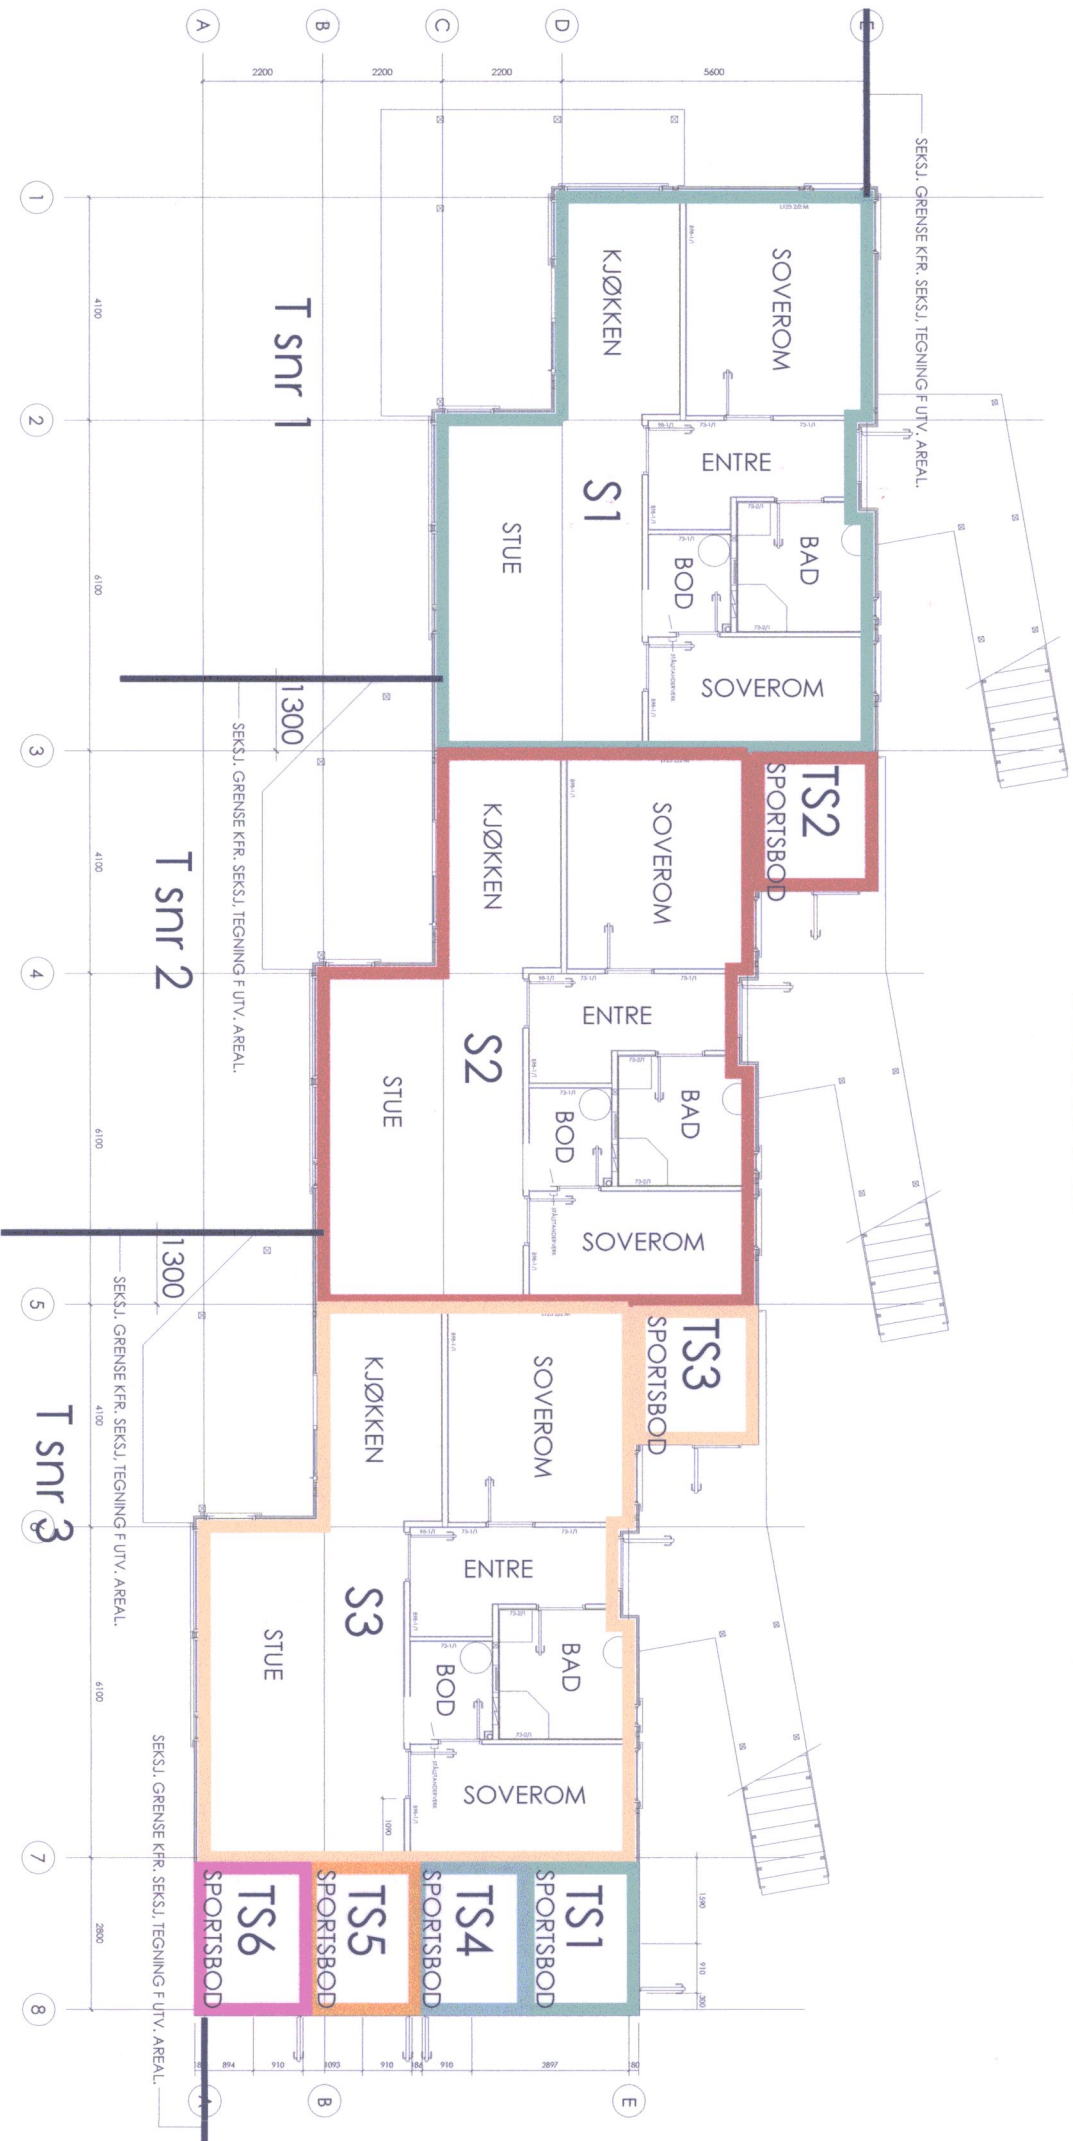 A
B
C
D
E
2200
2200
2200
5600
SEKSJ. GRENSE KFR. SEKSJ. TEGNING F UTV. AREAL.
1
2
3
4
5
6
7
8
4100
6100
4100
6100
4100
6100
2800
T snr 1
KJØKKEN
SOVEROM
ENTRE
S1
STUE
BOD
BAD
SOVEROM
1300
SEKSJ. GRENSE KFR. SEKSJ. TEGNING F UTV. AREAL.
T snr 2
TS2
SPORTSBOD
KJØKKEN
SOVEROM
ENTRE
S2
STUE
BOD
BAD
SOVEROM
1300
SEKSJ. GRENSE KFR. SEKSJ. TEGNING F UTV. AREAL.
T snr 3
TS3
SPORTSBOD
KJØKKEN
SOVEROM
ENTRE
S3
STUE
BOD
BAD
SOVEROM
1090
SEKSJ. GRENSE KFR. SEKSJ. TEGNING F UTV. AREAL.
TS1
SPORTSBOD
TS4
SPORTSBOD
TS5
SPORTSBOD
TS6
SPORTSBOD
1590
910
300
894
910
1093
910
910
2897
A
B
E